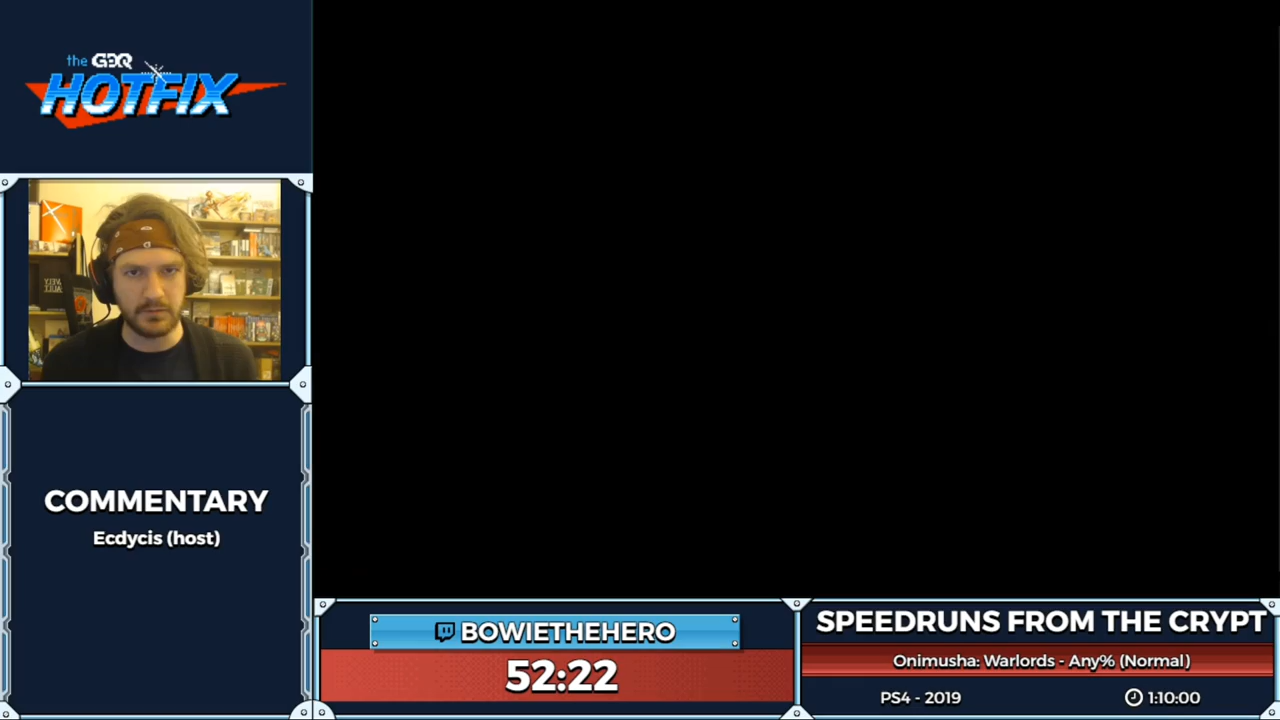 the GDQ
HOTFIX
COMMENTARY
Ecdycis (host)
BOWIETHEHERO
52:22
SPEEDRUNS FROM THE CRYPT
Onimusha: Warlords - Any% (Normal)
PS4 - 2019
1:10:00